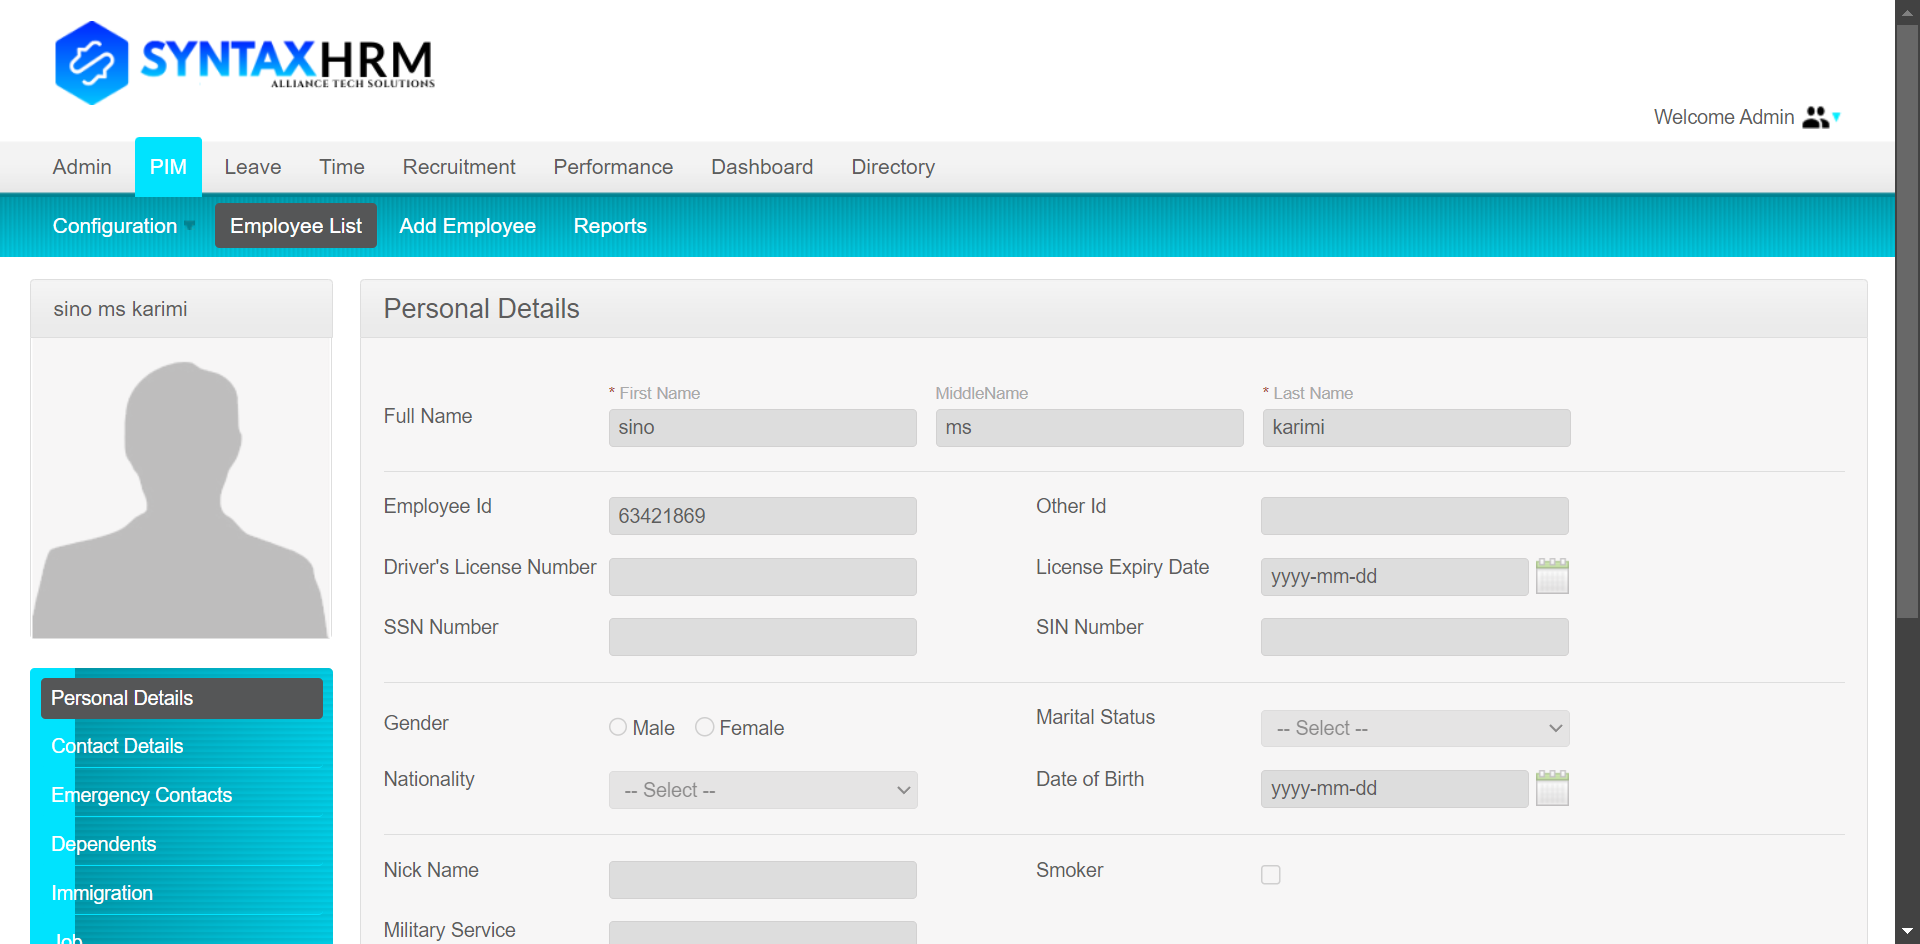 SYNTAXHRM
ALLIANCE TECH SOLUTIONS
Welcome Admin
Admin PIM Leave Time Recruitment Performance Dashboard Directory
Configuration Employee List Add Employee Reports
sino ms karimi
Personal Details
* First Name MiddleName * Last Name
Full Name sino ms karimi
Employee Id 63421869 Other Id
Driver's License Number License Expiry Date yyyy-mm-dd
SSN Number SIN Number
Personal Details
Contact Details
Emergency Contacts
Dependents
Immigration
Job
Gender Male Female Marital Status -- Select --
Nationality -- Select -- Date of Birth yyyy-mm-dd
Nick Name Smoker
Military Service